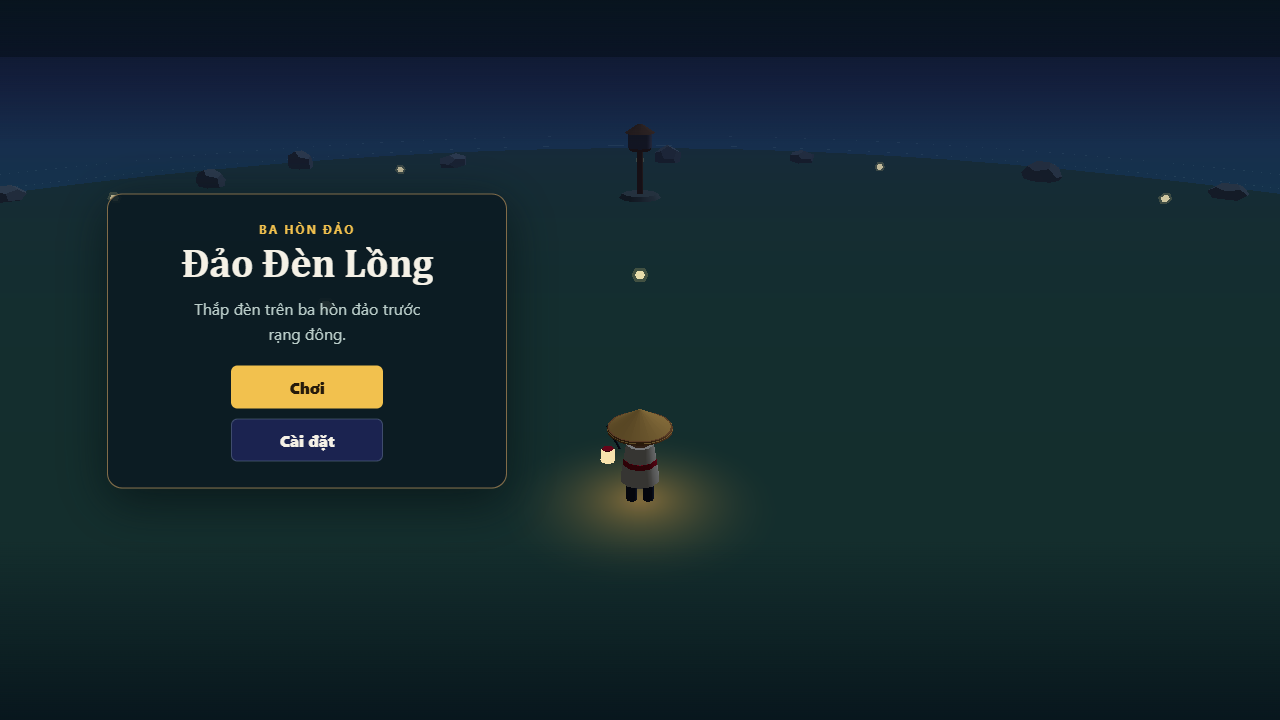 BA HÒN ĐẢO
Đảo Đèn Lồng
Thắp đèn trên ba hòn đảo trước
rạng đông.
Chơi
Cài đặt